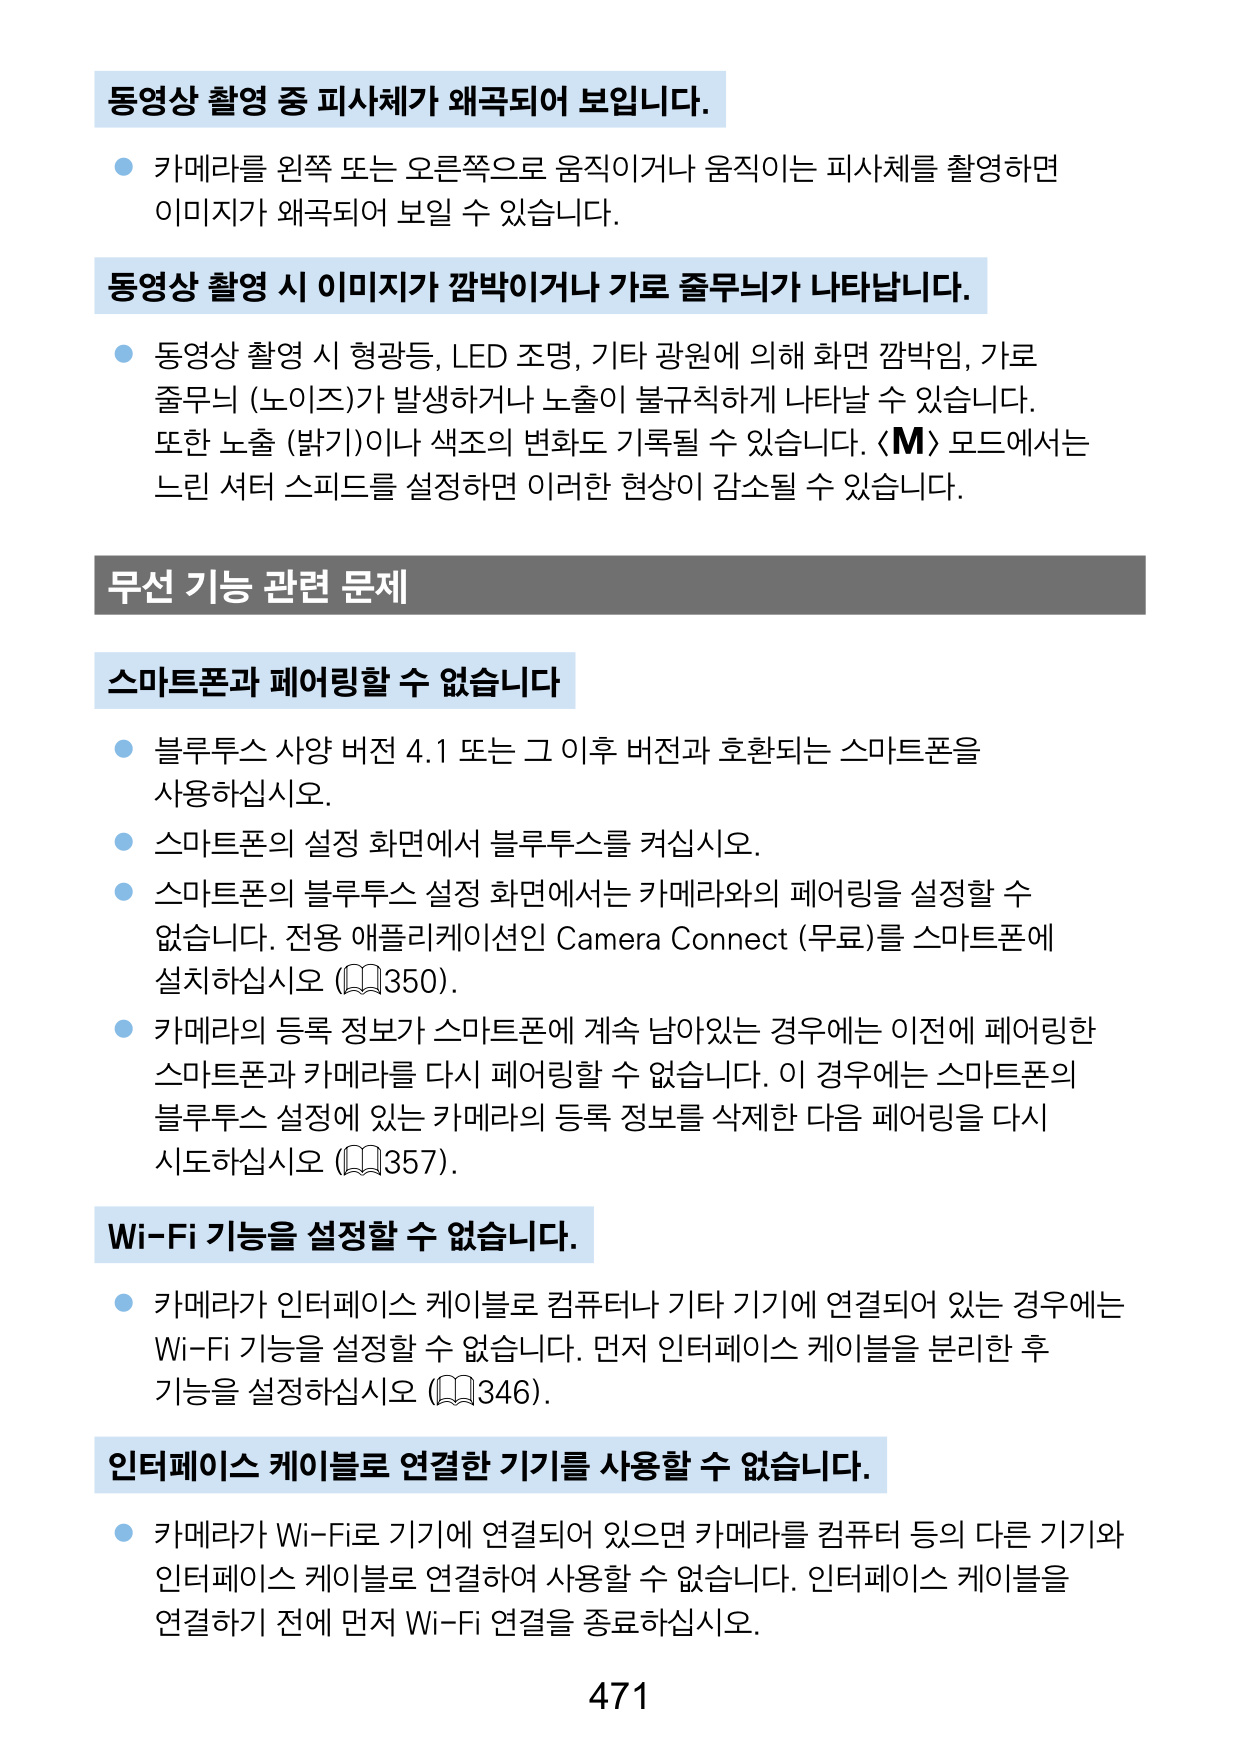 동영상 촬영 중 피사체가 왜곡되어 보입니다.
● 카메라를 왼쪽 또는 오른쪽으로 움직이거나 움직이는 피사체를 촬영하면
이미지가 왜곡되어 보일 수 있습니다.
동영상 촬영 시 이미지가 깜박이거나 가로 줄무늬가 나타납니다.
● 동영상 촬영 시 형광등, LED 조명, 기타 광원에 의해 화면 깜박임, 가로
줄무늬 (노이즈)가 발생하거나 노출이 불규칙하게 나타날 수 있습니다.
또한 노출 (밝기)이나 색조의 변화도 기록될 수 있습니다. <M> 모드에서는
느린 셔터 스피드를 설정하면 이러한 현상이 감소될 수 있습니다.
무선 기능 관련 문제
스마트폰과 페어링할 수 없습니다
● 블루투스 사양 버전 4.1 또는 그 이후 버전과 호환되는 스마트폰을
사용하십시오.
● 스마트폰의 설정 화면에서 블루투스를 켜십시오.
● 스마트폰의 블루투스 설정 화면에서는 카메라와의 페어링을 설정할 수
없습니다. 전용 애플리케이션인 Camera Connect (무료)를 스마트폰에
설치하십시오 (350).
● 카메라의 등록 정보가 스마트폰에 계속 남아있는 경우에는 이전에 페어링한
스마트폰과 카메라를 다시 페어링할 수 없습니다. 이 경우에는 스마트폰의
블루투스 설정에 있는 카메라의 등록 정보를 삭제한 다음 페어링을 다시
시도하십시오 (357).
Wi-Fi 기능을 설정할 수 없습니다.
● 카메라가 인터페이스 케이블로 컴퓨터나 기타 기기에 연결되어 있는 경우에는
Wi-Fi 기능을 설정할 수 없습니다. 먼저 인터페이스 케이블을 분리한 후
기능을 설정하십시오 (346).
인터페이스 케이블로 연결한 기기를 사용할 수 없습니다.
● 카메라가 Wi-Fi로 기기에 연결되어 있으면 카메라를 컴퓨터 등의 다른 기기와
인터페이스 케이블로 연결하여 사용할 수 없습니다. 인터페이스 케이블을
연결하기 전에 먼저 Wi-Fi 연결을 종료하십시오.
471